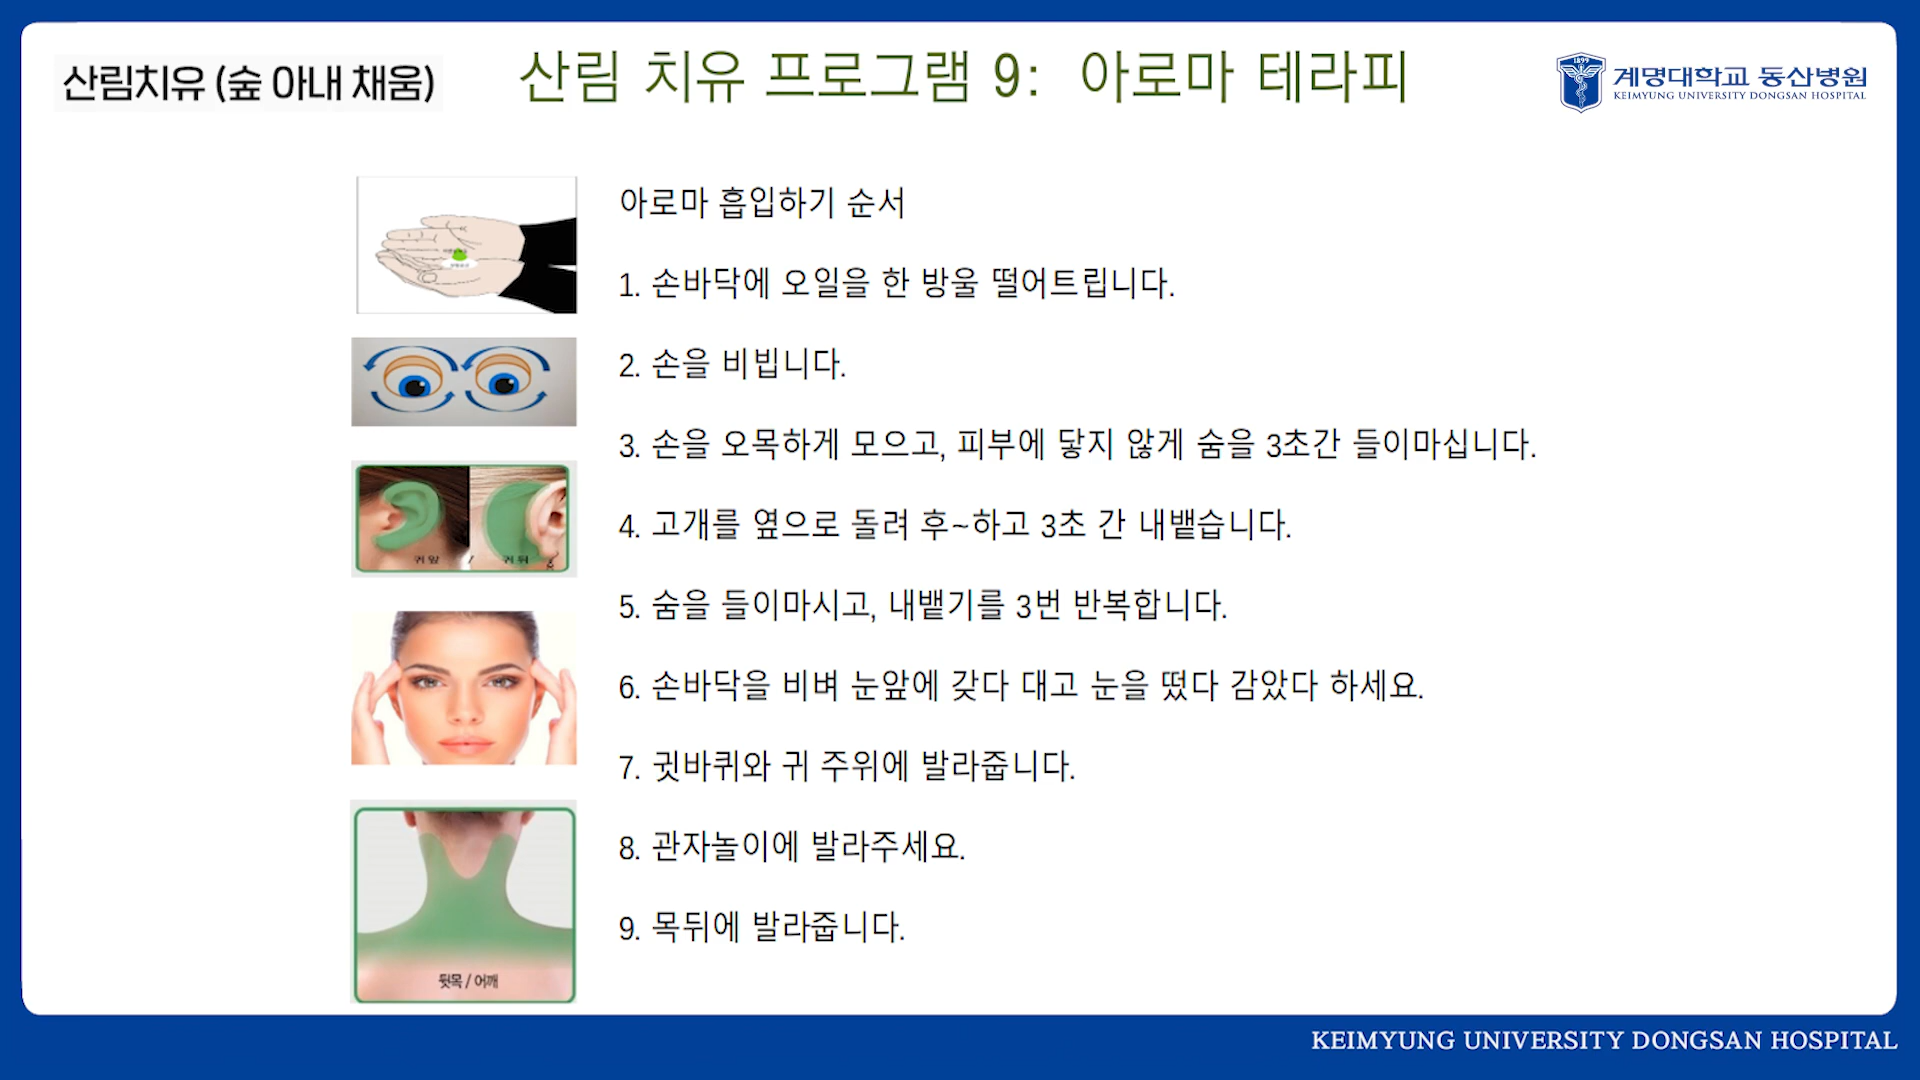 산림치유 (숲 아내 채움)
산림 치유 프로그램 9: 아로마 테라피
1899
계명대학교 동산병원
KEIMYUNG UNIVERSITY DONGSAN HOSPITAL
아로마 흡입하기 순서
1. 손바닥에 오일을 한 방울 떨어트립니다.
2. 손을 비빕니다.
3. 손을 오목하게 모으고, 피부에 닿지 않게 숨을 3초간 들이마십니다.
4. 고개를 옆으로 돌려 후~하고 3초 간 내뱉습니다.
귀 앞 / 귀 뒤
5. 숨을 들이마시고, 내뱉기를 3번 반복합니다.
6. 손바닥을 비벼 눈앞에 갖다 대고 눈을 떴다 감았다 하세요.
7. 귓바퀴와 귀 주위에 발라줍니다.
8. 관자놀이에 발라주세요.
9. 목뒤에 발라줍니다.
뒷목 / 어깨
KEIMYUNG UNIVERSITY DONGSAN HOSPITAL